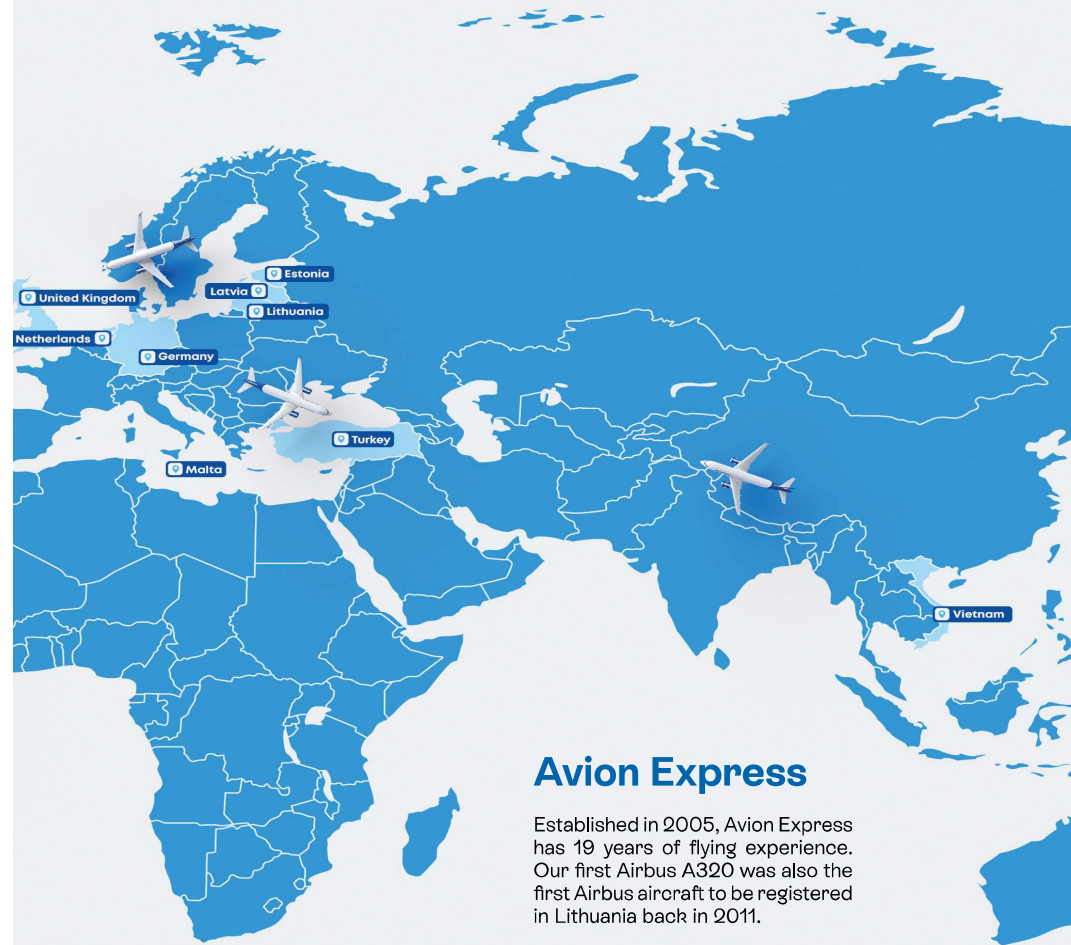 Estonia
Latvia
United Kingdom
Lithuania
Netherlands
Germany
Turkey
Malta
Vietnam
Avion Express
Established in 2005, Avion Express
has 19 years of flying experience.
Our first Airbus A320 was also the
first Airbus aircraft to be registered
in Lithuania back in 2011.